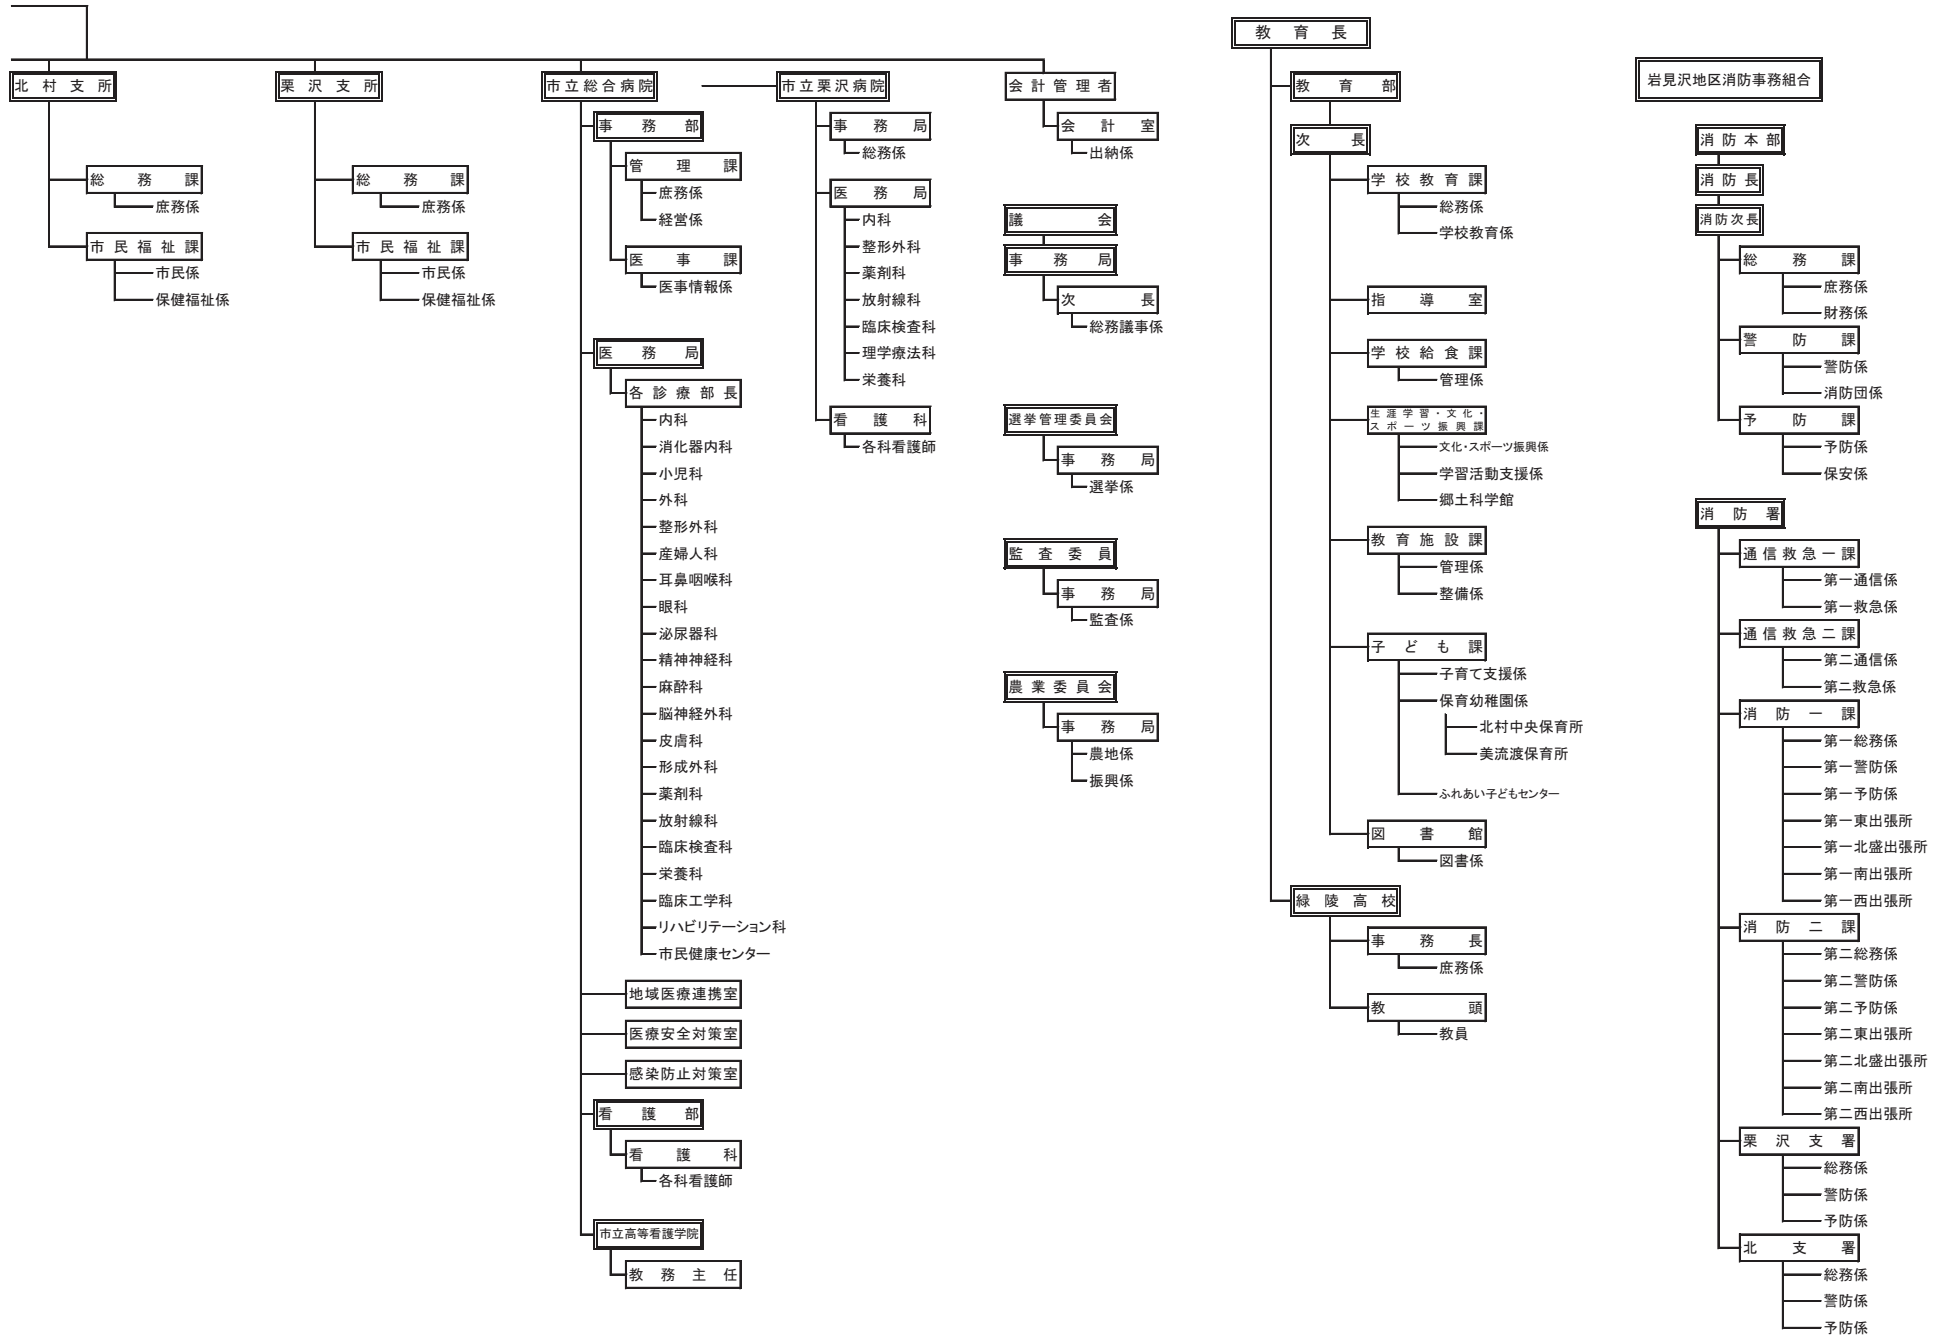 北村支所
総務課
庶務係
市民福祉課
市民係
保健福祉係
栗沢支所
総務課
庶務係
市民福祉課
市民係
保健福祉係
市立総合病院
事務部
管理課
庶務係
経営係
医事課
医事情報係
医務局
各診療部長
内科
消化器内科
小児科
外科
整形外科
産婦人科
耳鼻咽喉科
眼科
泌尿器科
精神神経科
麻酔科
脳神経外科
皮膚科
形成外科
薬剤科
放射線科
臨床検査科
栄養科
臨床工学科
リハビリテーション科
市民健康センター
地域医療連携室
医療安全対策室
感染防止対策室
看護部
看護科
各科看護師
市立高等看護学院
教務主任
市立栗沢病院
事務局
総務係
医務局
内科
整形外科
薬剤科
放射線科
臨床検査科
理学療法科
栄養科
看護科
各科看護師
会計管理者
会計室
出納係
議会
事務局
次長
総務議事係
選挙管理委員会
事務局
選挙係
監査委員
事務局
監査係
農業委員会
事務局
農地係
振興係
教育長
教育部
次長
学校教育課
総務係
学校教育係
指導室
学校給食課
管理係
生涯学習・文化・
スポーツ振興課
文化・スポーツ振興係
学習活動支援係
郷土科学館
教育施設課
管理係
整備係
子ども課
子育て支援係
保育幼稚園係
北村中央保育所
美流渡保育所
ふれあい子どもセンター
図書館
図書係
緑陵高校
事務長
庶務係
教頭
教員
岩見沢地区消防事務組合
消防本部
消防長
消防次長
総務課
庶務係
財務係
警防課
警防係
消防団係
予防課
予防係
保安係
消防署
通信救急一課
第一通信係
第一救急係
通信救急二課
第二通信係
第二救急係
消防一課
第一総務係
第一警防係
第一予防係
第一東出張所
第一北盛出張所
第一南出張所
第一西出張所
消防二課
第二総務係
第二警防係
第二予防係
第二東出張所
第二北盛出張所
第二南出張所
第二西出張所
栗沢支署
総務係
警防係
予防係
北支署
総務係
警防係
予防係